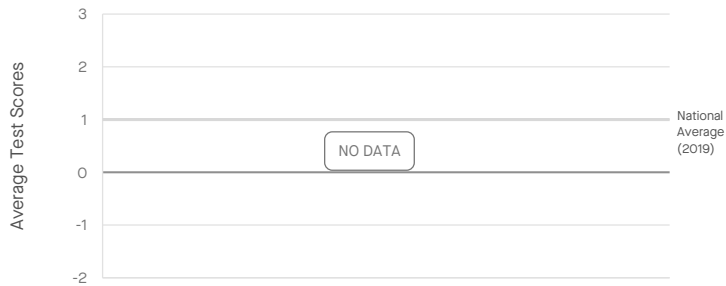 Average Test Scores
3
2
1
0
-1
-2
NO DATA
National
Average
(2019)